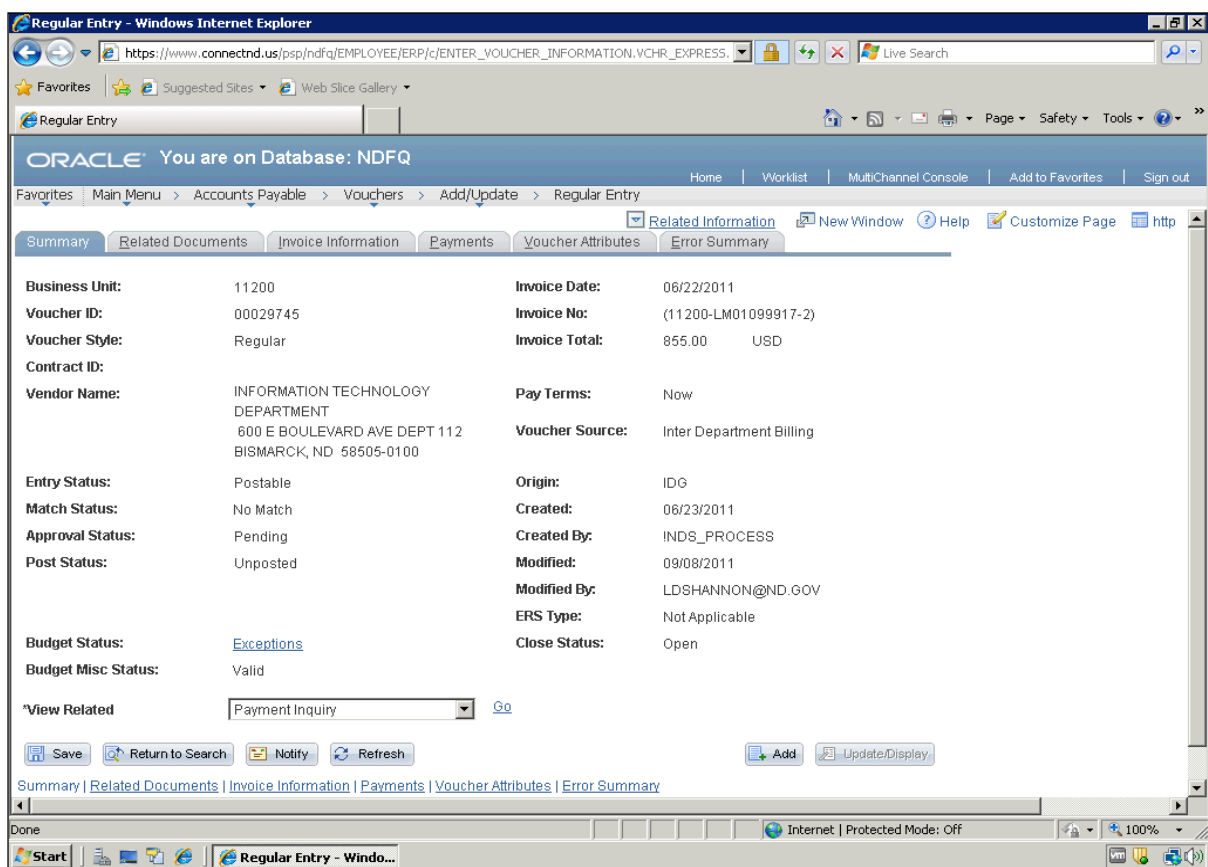 Regular Entry - Windows Internet Explorer
https://www.connectnd.us/psp/ndfq/EMPLOYEE/ERP/c/ENTER_VOUCHER_INFORMATION.VCHR_EXPRESS.
Live Search
Favorites Suggested Sites Web Slice Gallery
Regular Entry Page Safety Tools
ORACLE You are on Database: NDFQ
Home | Worklist | MultiChannel Console | Add to Favorites | Sign out
Favorites Main Menu > Accounts Payable > Vouchers > Add/Update > Regular Entry
Related Information New Window Help Customize Page http
Summary Related Documents Invoice Information Payments Voucher Attributes Error Summary
Business Unit: 11200 Invoice Date: 06/22/2011
Voucher ID: 00029745 Invoice No: (11200-LM01099917-2)
Voucher Style: Regular Invoice Total: 855.00 USD
Contract ID:
Vendor Name: INFORMATION TECHNOLOGY Pay Terms: Now
DEPARTMENT
600 E BOULEVARD AVE DEPT 112 Voucher Source: Inter Department Billing
BISMARCK, ND 58505-0100
Entry Status: Postable Origin: IDG
Match Status: No Match Created: 06/23/2011
Approval Status: Pending Created By: !NDS_PROCESS
Post Status: Unposted Modified: 09/08/2011
Modified By: LDSHANNON@ND.GOV
ERS Type: Not Applicable
Budget Status: Exceptions Close Status: Open
Budget Misc Status: Valid
*View Related Payment Inquiry Go
Save Return to Search Notify Refresh Add Update/Display
Summary | Related Documents | Invoice Information | Payments | Voucher Attributes | Error Summary
Done Internet | Protected Mode: Off 100%
Start Regular Entry - Windo...